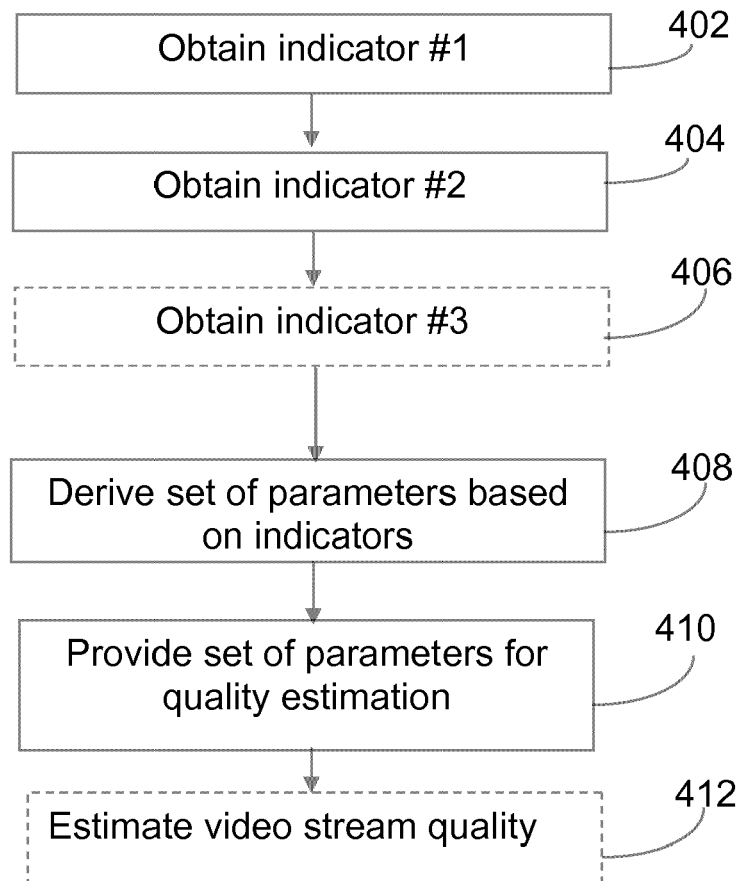 Obtain indicator #1
402
Obtain indicator #2
404
Obtain indicator #3
406
Derive set of parameters based
on indicators
408
Provide set of parameters for
quality estimation
410
Estimate video stream quality
412